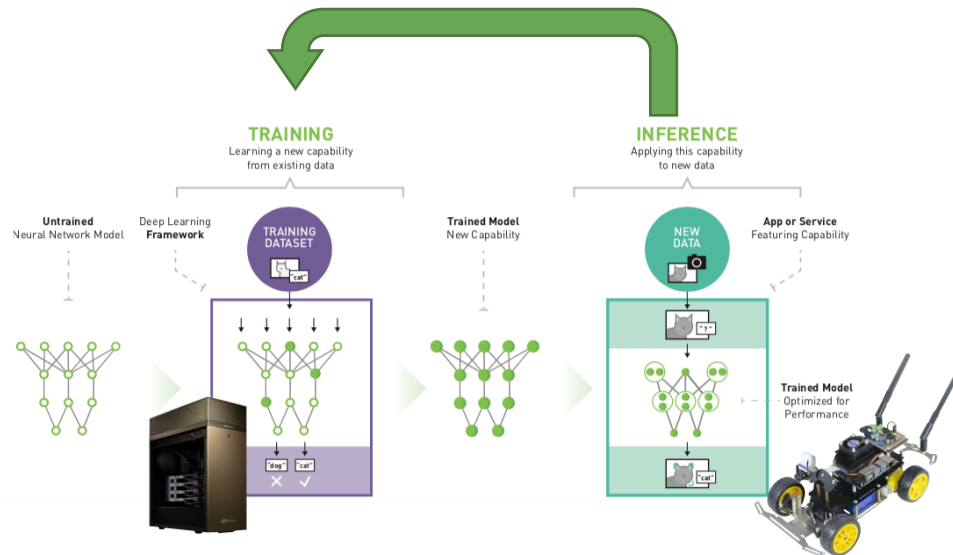 TRAINING
Learning a new capability
from existing data
INFERENCE
Applying this capability
to new data
Untrained
Neural Network Model
Deep Learning
Framework
TRAINING
DATASET
"cat"
Trained Model
New Capability
NEW
DATA
App or Service
Featuring Capability
"?"
Trained Model
Optimized for
Performance
"dog"
"cat"
"cat"